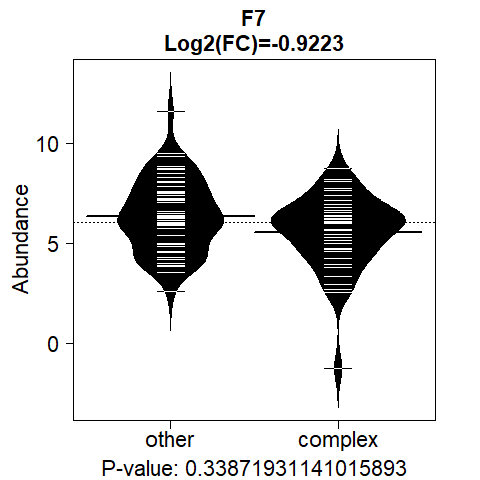 F7
Log2(FC)=-0.9223
Abundance
10
5
0
other complex
P-value: 0.33871931141015893